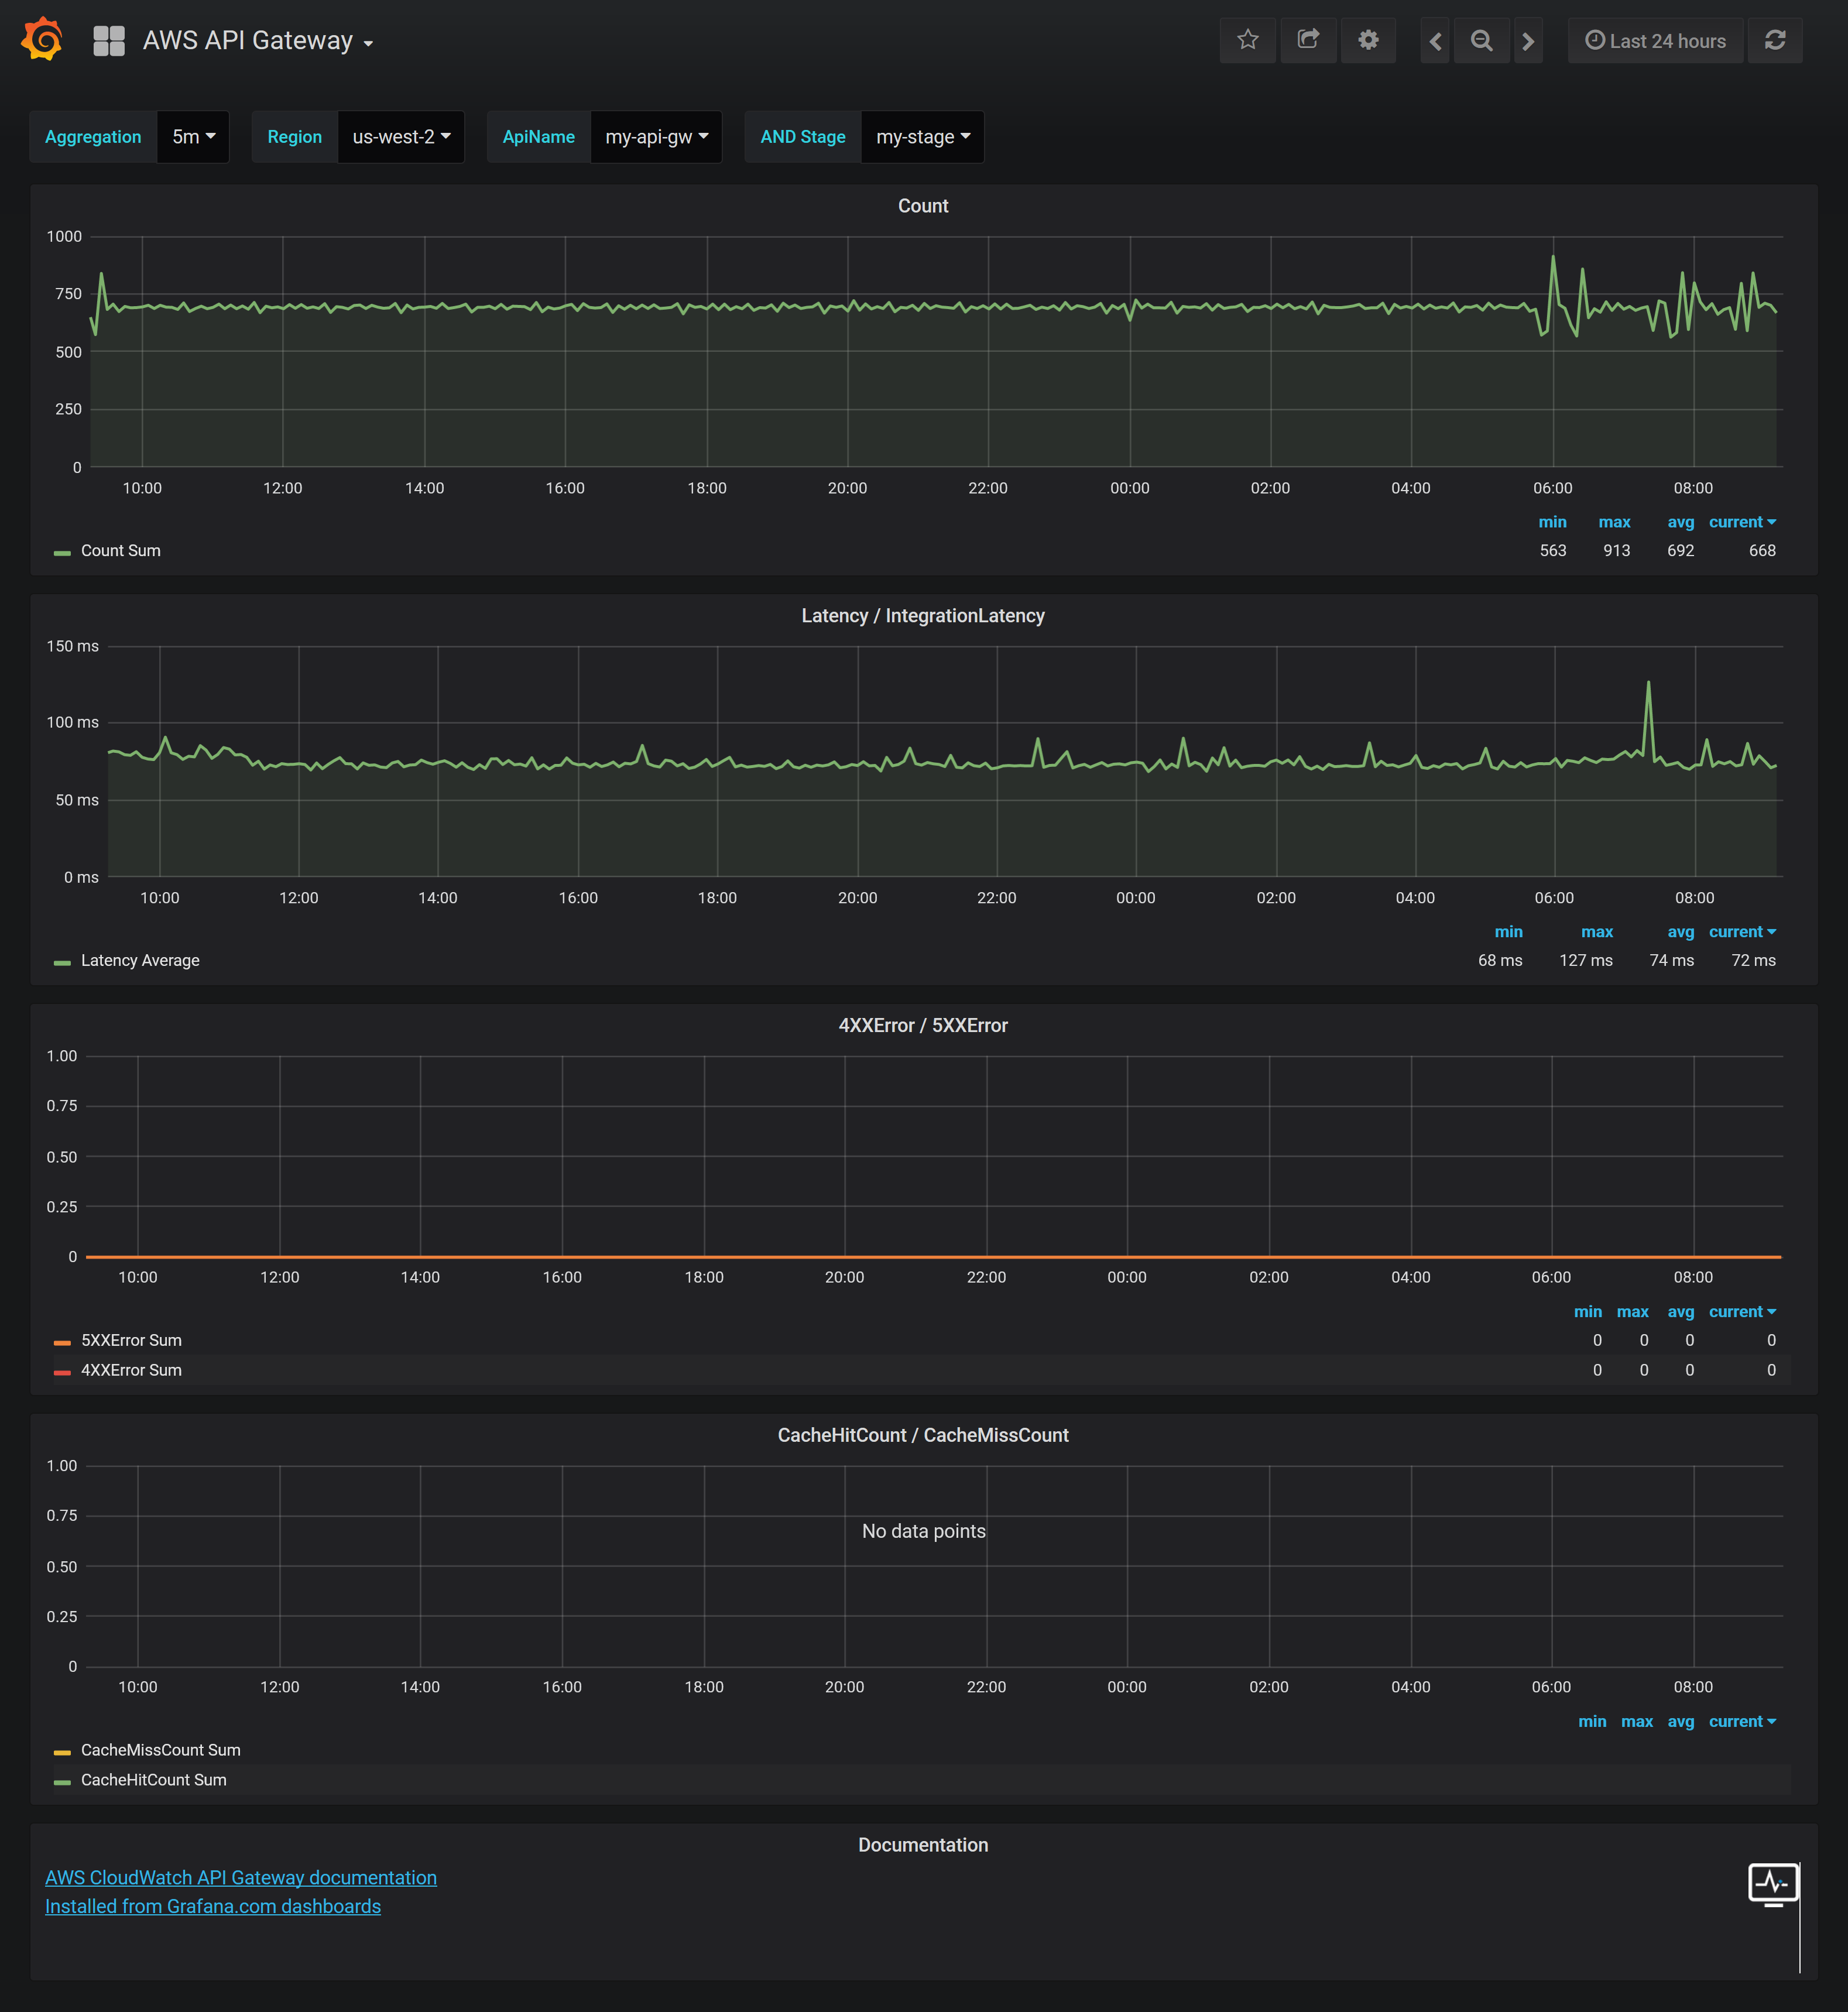 AWS API Gateway
Last 24 hours
Aggregation 5m Region us-west-2 ApiName my-api-gw AND Stage my-stage
Count
1000
750
500
250
0
10:00 12:00 14:00 16:00 18:00 20:00 22:00 00:00 02:00 04:00 06:00 08:00
min max avg current
Count Sum 563 913 692 668
Latency / IntegrationLatency
150 ms
100 ms
50 ms
0 ms
10:00 12:00 14:00 16:00 18:00 20:00 22:00 00:00 02:00 04:00 06:00 08:00
min max avg current
Latency Average 68 ms 127 ms 74 ms 72 ms
4XXError / 5XXError
1.00
0.75
0.50
0.25
0
10:00 12:00 14:00 16:00 18:00 20:00 22:00 00:00 02:00 04:00 06:00 08:00
min max avg current
5XXError Sum 0 0 0 0
4XXError Sum 0 0 0 0
CacheHitCount / CacheMissCount
1.00
0.75
No data points
0.50
0.25
0
10:00 12:00 14:00 16:00 18:00 20:00 22:00 00:00 02:00 04:00 06:00 08:00
min max avg current
CacheMissCount Sum
CacheHitCount Sum
Documentation
AWS CloudWatch API Gateway documentation
Installed from Grafana.com dashboards